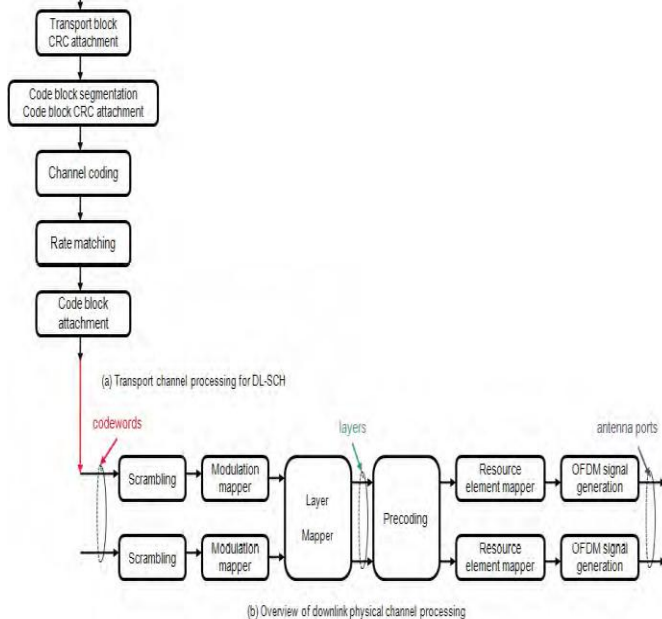 Transport block
CRC attachment
Code block segmentation
Code block CRC attachment
Channel coding
Rate matching
Code block
attachment
(a) Transport channel processing for DL-SCH
codewords
layers
antenna ports
Scrambling
Modulation
mapper
Layer
Mapper
Precoding
Resource
element mapper
OFDM signal
generation
Scrambling
Modulation
mapper
Resource
element mapper
OFDM signal
generation
(b) Overview of downlink physical channel processing